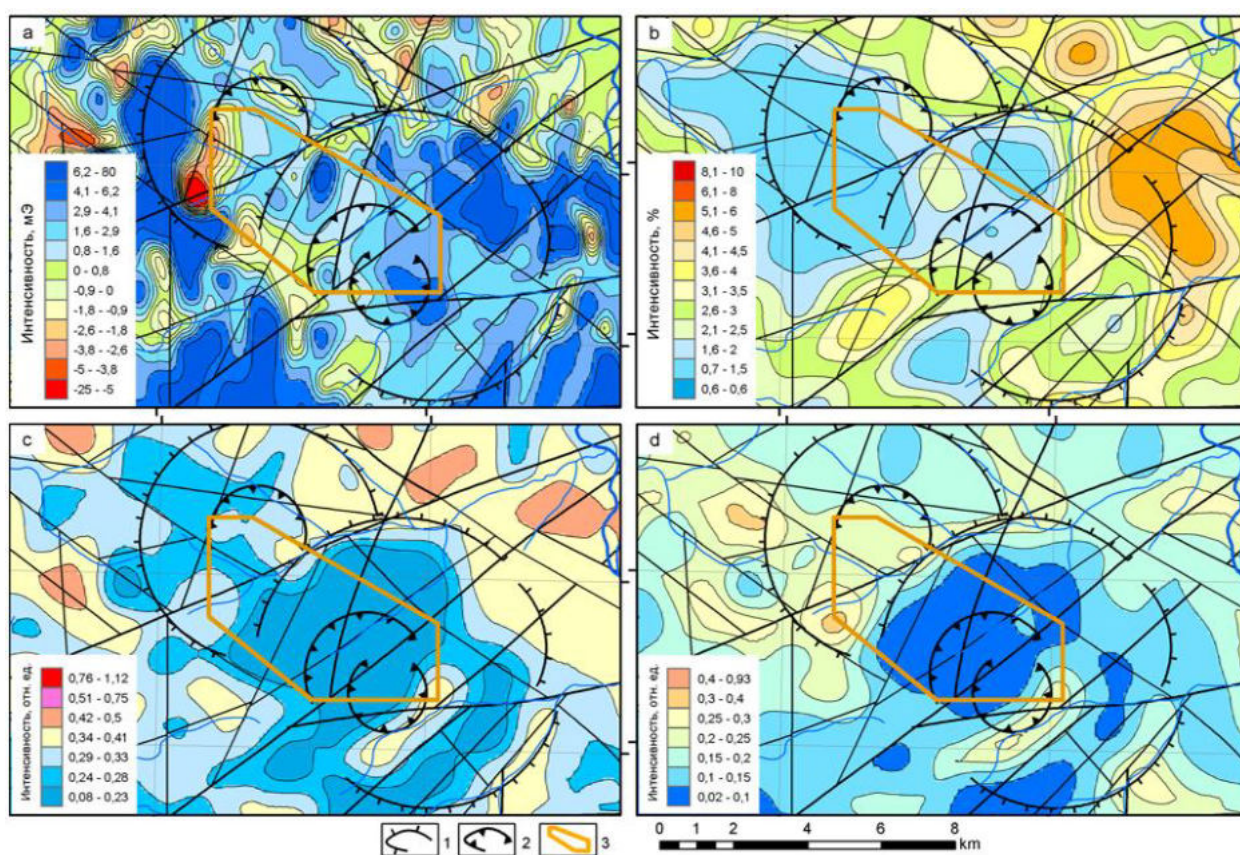 a
Интенсивность, мЭ
6,2 - 80
4,1 - 6,2
2,9 - 4,1
1,6 - 2,9
0,8 - 1,6
0 - 0,8
-0,9 - 0
-1,8 - -0,9
-2,6 - -1,8
-3,8 - -2,6
-5 - -3,8
-25 - -5
b
Интенсивность, %
8,1 - 10
6,1 - 8
5,1 - 6
4,6 - 5
4,1 - 4,5
3,6 - 4
3,1 - 3,5
2,6 - 3
2,1 - 2,5
1,6 - 2
0,7 - 1,5
0,6 - 0,6
c
Интенсивность, отн. ед.
0,76 - 1,12
0,51 - 0,75
0,42 - 0,5
0,34 - 0,41
0,29 - 0,33
0,24 - 0,28
0,08 - 0,23
d
Интенсивность, отн. ед.
0,4 - 0,93
0,3 - 0,4
0,25 - 0,3
0,2 - 0,25
0,15 - 0,2
0,1 - 0,15
0,02 - 0,1
1 2 3
0 1 2 4 6 8
km